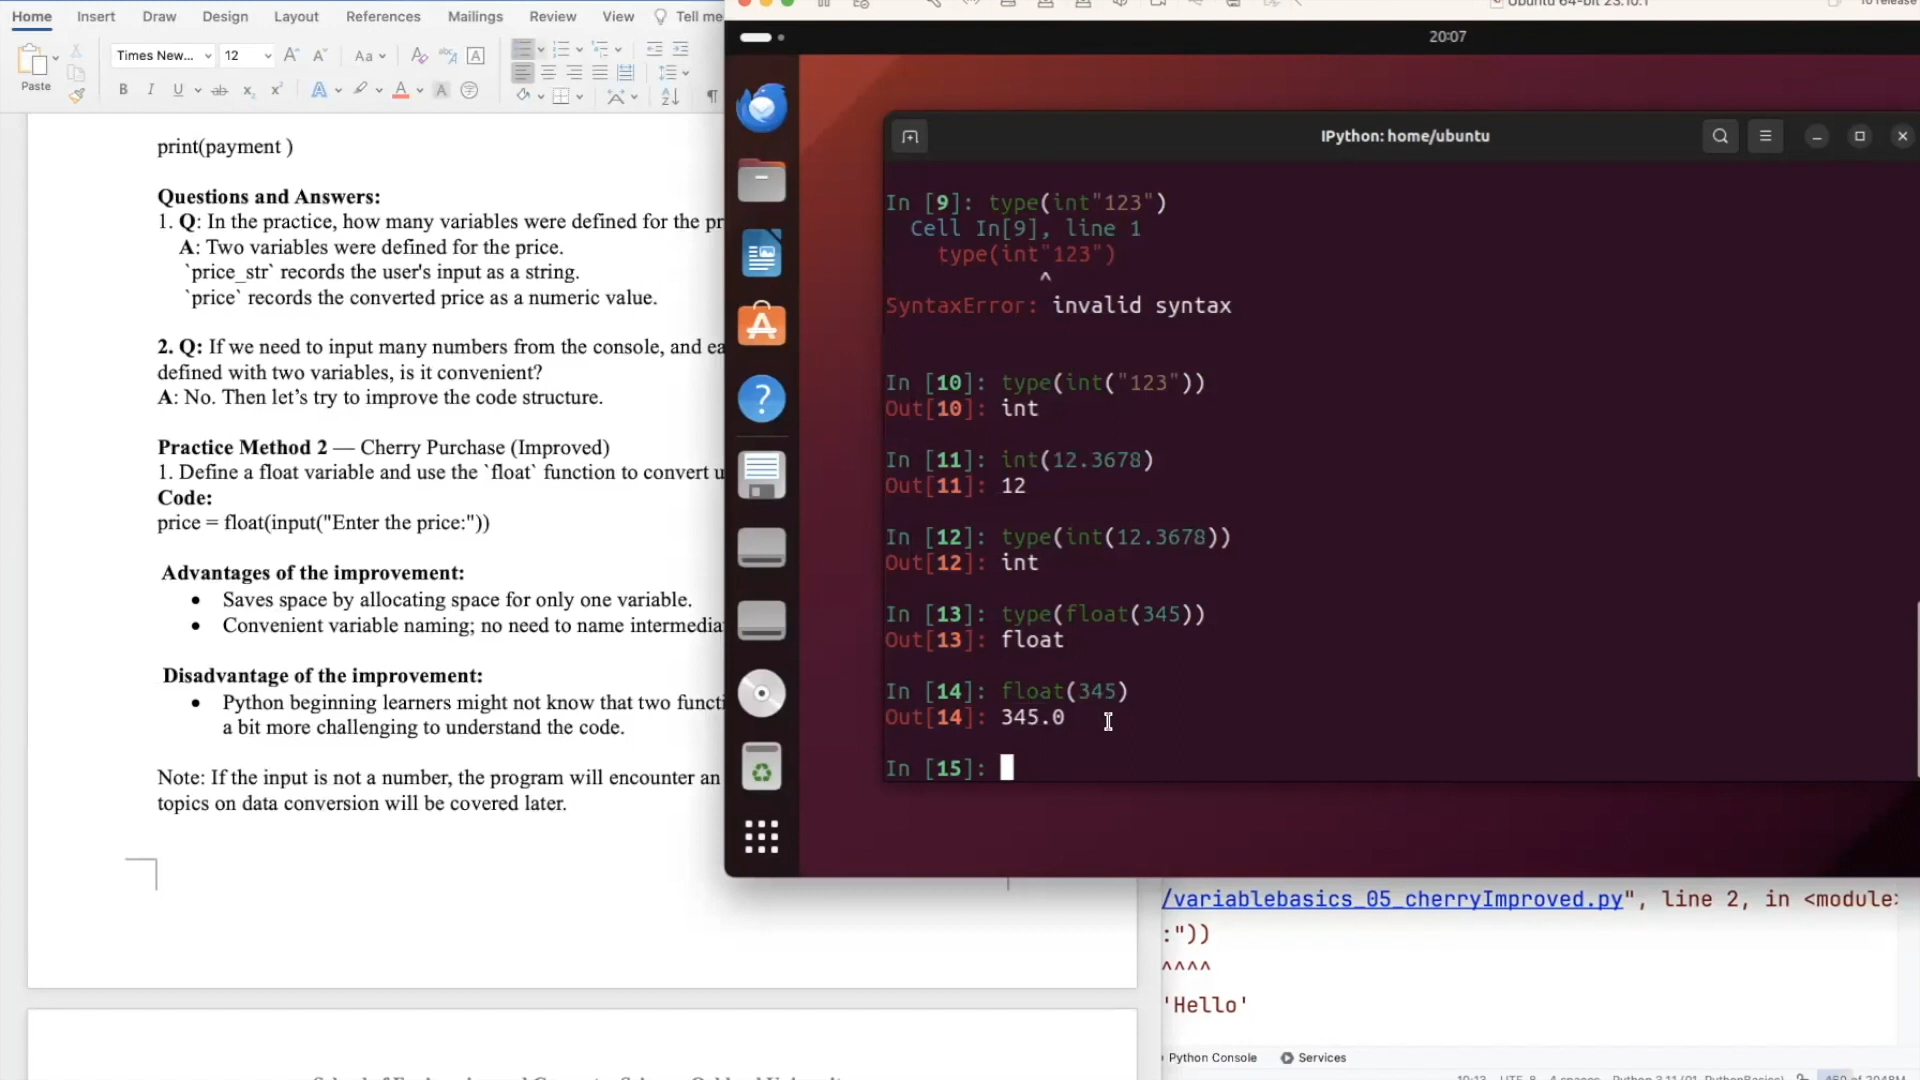 Home Insert Draw Design Layout References Mailings Review View Tell me
Ubuntu 64-bit 23.10.1
Times New... 12
Paste
20:07
IPython: home/ubuntu
print(payment )
Questions and Answers:
1. Q: In the practice, how many variables were defined for the pr
A: Two variables were defined for the price.
`price_str` records the user's input as a string.
`price` records the converted price as a numeric value.
2. Q: If we need to input many numbers from the console, and ea
defined with two variables, is it convenient?
A: No. Then let’s try to improve the code structure.
Practice Method 2 — Cherry Purchase (Improved)
1. Define a float variable and use the `float` function to convert u
Code:
price = float(input("Enter the price:"))
Advantages of the improvement:
• Saves space by allocating space for only one variable.
• Convenient variable naming; no need to name intermedia
Disadvantage of the improvement:
• Python beginning learners might not know that two functi
a bit more challenging to understand the code.
Note: If the input is not a number, the program will encounter an
topics on data conversion will be covered later.
In [9]: type(int"123")
Cell In[9], line 1
type(int"123")
^
SyntaxError: invalid syntax
In [10]: type(int("123"))
Out[10]: int
In [11]: int(12.3678)
Out[11]: 12
In [12]: type(int(12.3678))
Out[12]: int
In [13]: type(float(345))
Out[13]: float
In [14]: float(345)
Out[14]: 345.0
In [15]:
/variablebasics_05_cherryImproved.py", line 2, in <module>
:"))
^^^^
'Hello'
Python Console Services